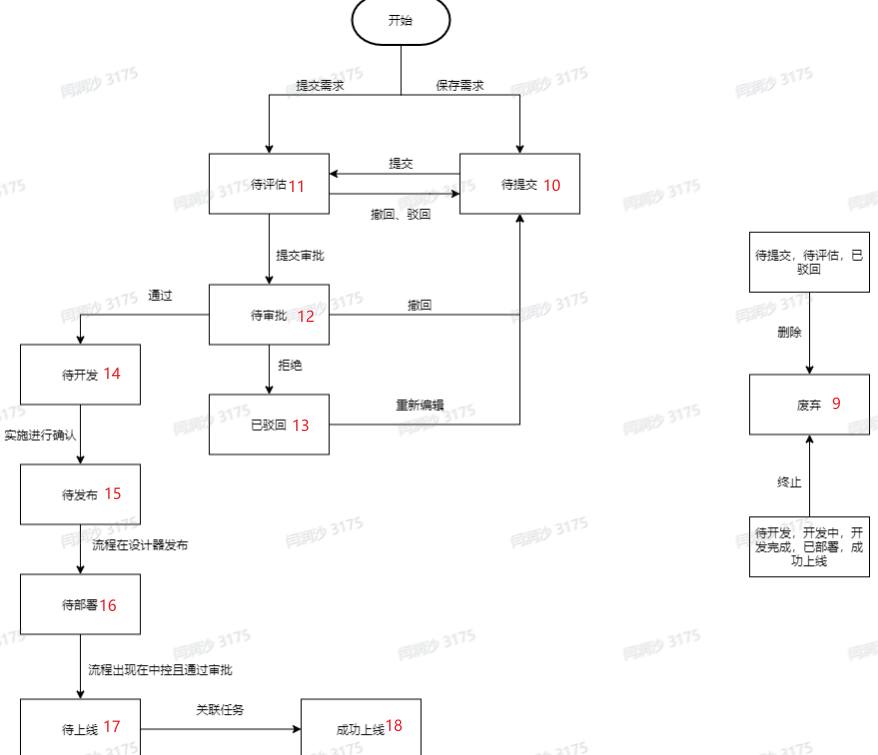 开始
提交需求
保存需求
待评估 11
提交
待提交 10
撤回、驳回
提交审批
待提交，待评估，已
驳回
通过
待审批 12
撤回
删除
拒绝
待开发 14
已驳回 13
重新编辑
废弃 9
实施进行确认
终止
待发布 15
流程在设计器发布
待开发，开发中，开
发完成，已部署，成
功上线
待部署 16
流程出现在中控且通过审批
关联任务
待上线 17
成功上线 18
闫润沙 3175